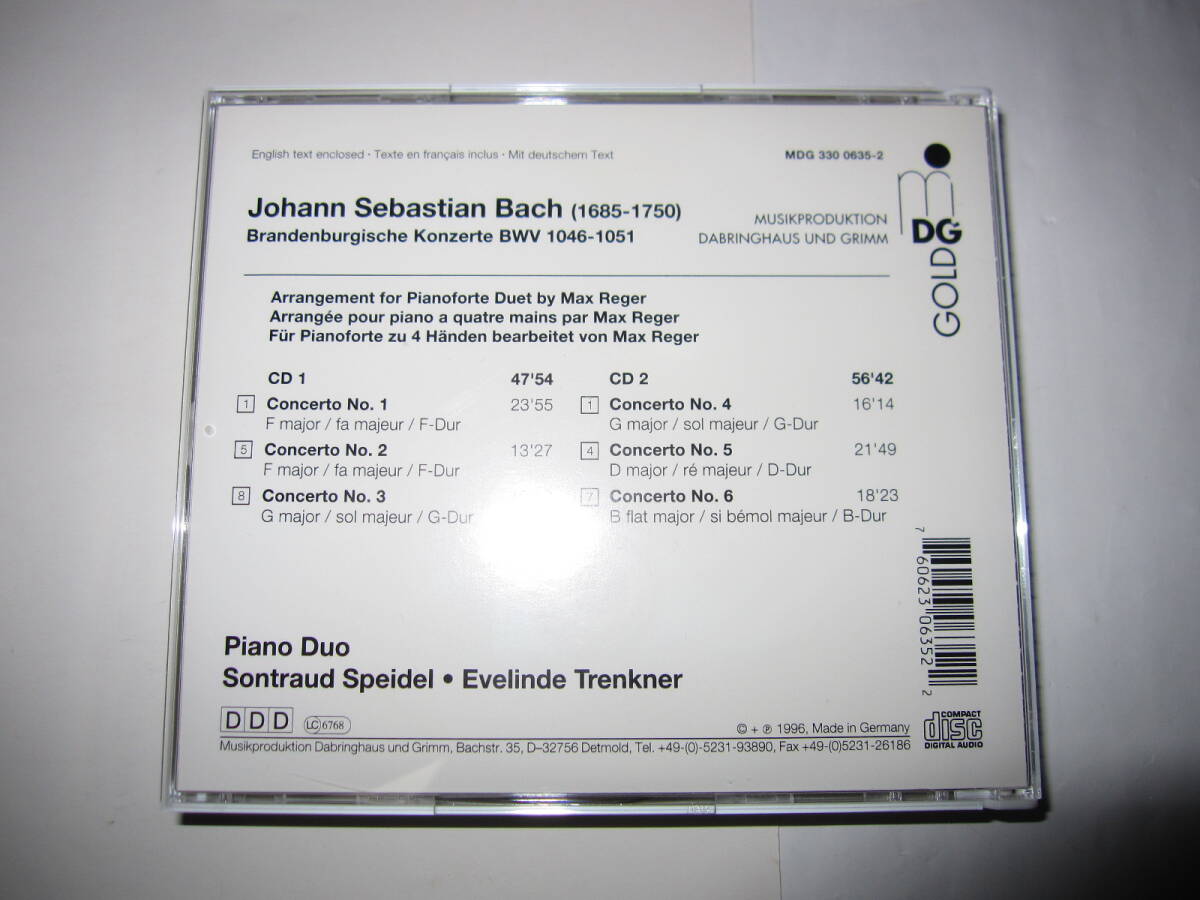 English text enclosed · Texte en français inclus · Mit deutschem Text
MDG 330 0635-2
Johann Sebastian Bach (1685-1750)
Brandenburgische Konzerte BWV 1046-1051
MUSIKPRODUKTION
DABRINGHAUS UND GRIMM
DG
GOLD
Arrangement for Pianoforte Duet by Max Reger
Arrangée pour piano a quatre mains par Max Reger
Für Pianoforte zu 4 Händen bearbeitet von Max Reger
CD 1 47'54
1 Concerto No. 1 23'55
F major / fa majeur / F-Dur
5 Concerto No. 2 13'27
F major / fa majeur / F-Dur
8 Concerto No. 3
G major / sol majeur / G-Dur
CD 2 56'42
1 Concerto No. 4 16'14
G major / sol majeur / G-Dur
4 Concerto No. 5 21'49
D major / ré majeur / D-Dur
7 Concerto No. 6 18'23
B flat major / si bémol majeur / B-Dur
7 60623 06352 2
Piano Duo
Sontraud Speidel • Evelinde Trenkner
DDD LC 6768
© + ℗ 1996, Made in Germany
Musikproduktion Dabringhaus und Grimm, Bachstr. 35, D–32756 Detmold, Tel. +49-(0)-5231-93890, Fax +49-(0)5231-26186
COMPACT
disc
DIGITAL AUDIO